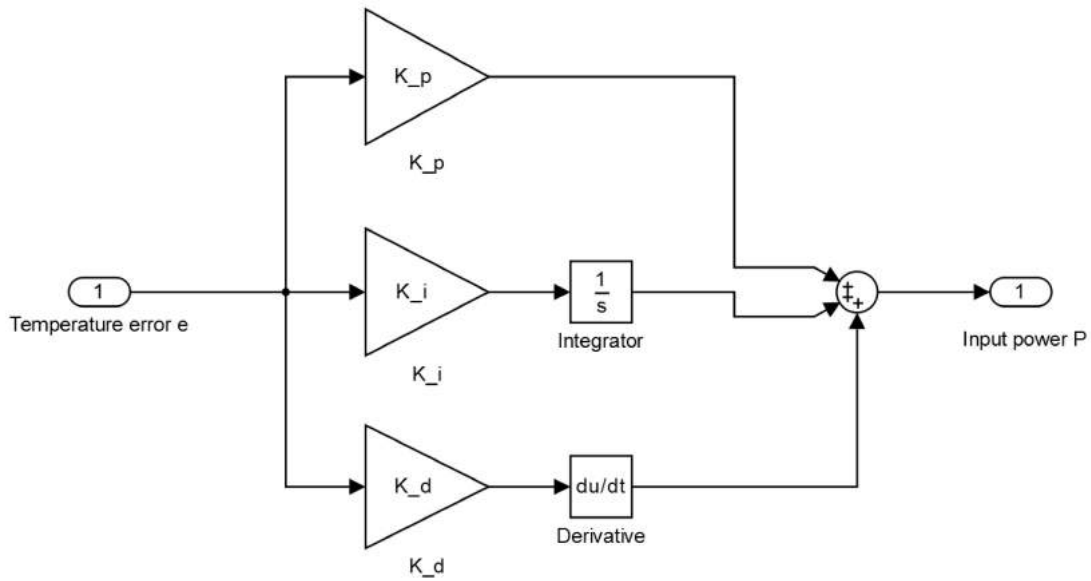 K_p
K_p
1
Temperature error e
K_i
K_i
1
s
Integrator
+
+
+
1
Input power P
K_d
K_d
du/dt
Derivative